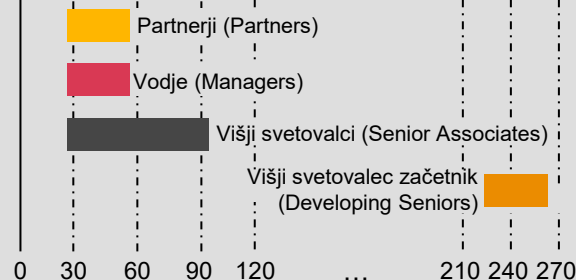 Partnerji (Partners)
Vodje (Managers)
Višji svetovalci (Senior Associates)
Višji svetovalec začetnik
(Developing Seniors)
0 30 60 90 120 ... 210 240 270